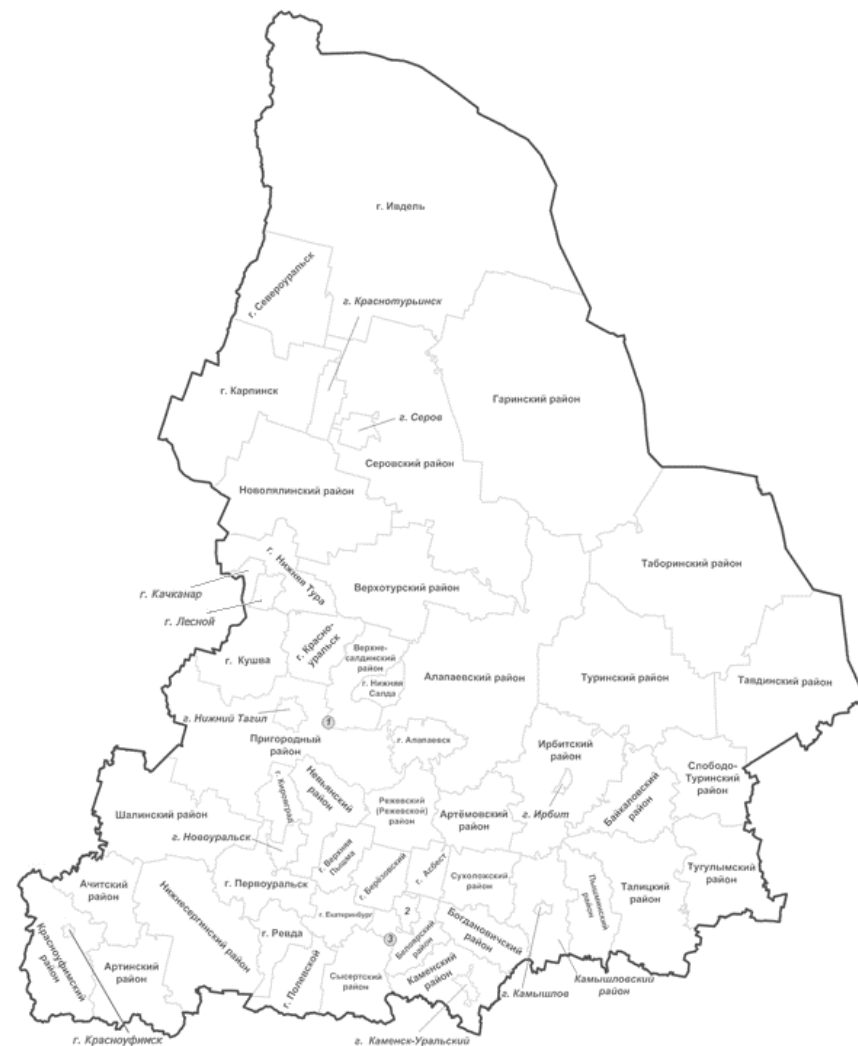 г. Ивдель
г. Североуральск
г. Краснотурьинск
г. Карпинск
Гаринский район
г. Серов
Серовский район
Новолялинский район
г. Нижняя Тура
Таборинский район
г. Качканар
Верхотурский район
г. Лесной
г. Красно-
уральск
Верхне-
салдинский
район
г. Кушва
г. Нижняя
Салда
Алапаевский район
Туринский район
Тавдинский район
г. Нижний Тагил
1
Пригородный
район
г. Алапаевск
Ирбитский
район
Слободо-
Туринский
район
г. Кировград
Невьянский
район
Байкаловский
район
Шалинский район
Режевский
(Режевской)
район
Артёмовский
район
г. Ирбит
г. Новоуральск
г. Верхняя
Пышма
г. Берёзовский
г. Асбест
Сухоложский
район
Пышминский
район
Талицкий
район
Тугулымский
район
Ачитский
район
Нижнесергинский район
г. Первоуральск
г. Екатеринбург
2
Богдановичский
район
Красноуфимский
район
г. Ревда
3
Белоярский
район
Артинский
район
г. Полевской
Сысертский
район
Каменский
район
г. Камышлов
Камышловский
район
г. Красноуфимск
г. Каменск-Уральский